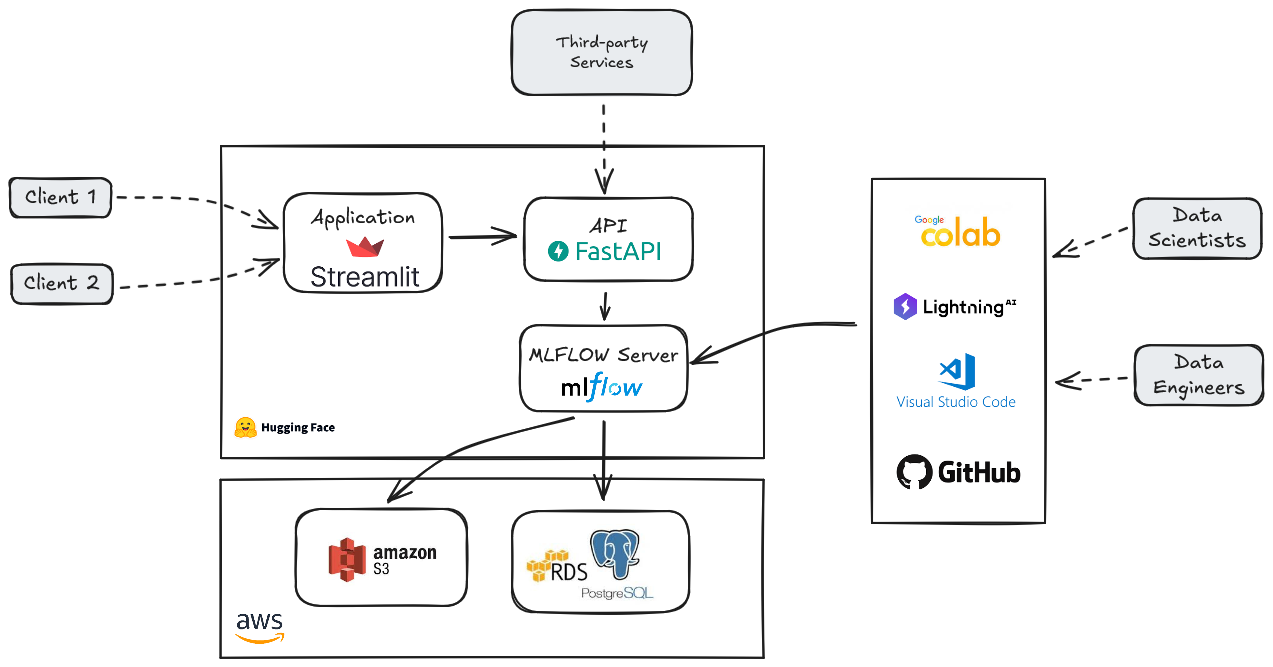 Third-party
Services
Client 1
Client 2
Application
Streamlit
API
FastAPI
MLFLOW Server
mlflow
Hugging Face
amazon
S3
RDS
PostgreSQL
aws
Google
colab
Lightning AI
Visual Studio Code
GitHub
Data
Scientists
Data
Engineers